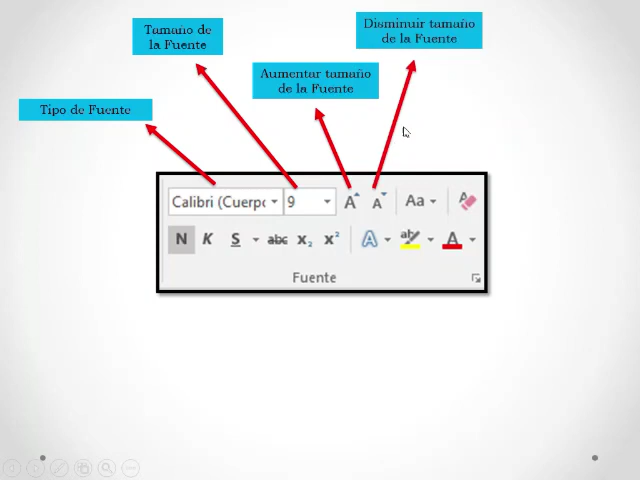 Tamaño de
la Fuente
Disminuir tamaño
de la Fuente
Aumentar tamaño
de la Fuente
Tipo de Fuente
Calibri (Cuerpo 9 A A Aa
N K S abc x₂ x² A ab A
Fuente